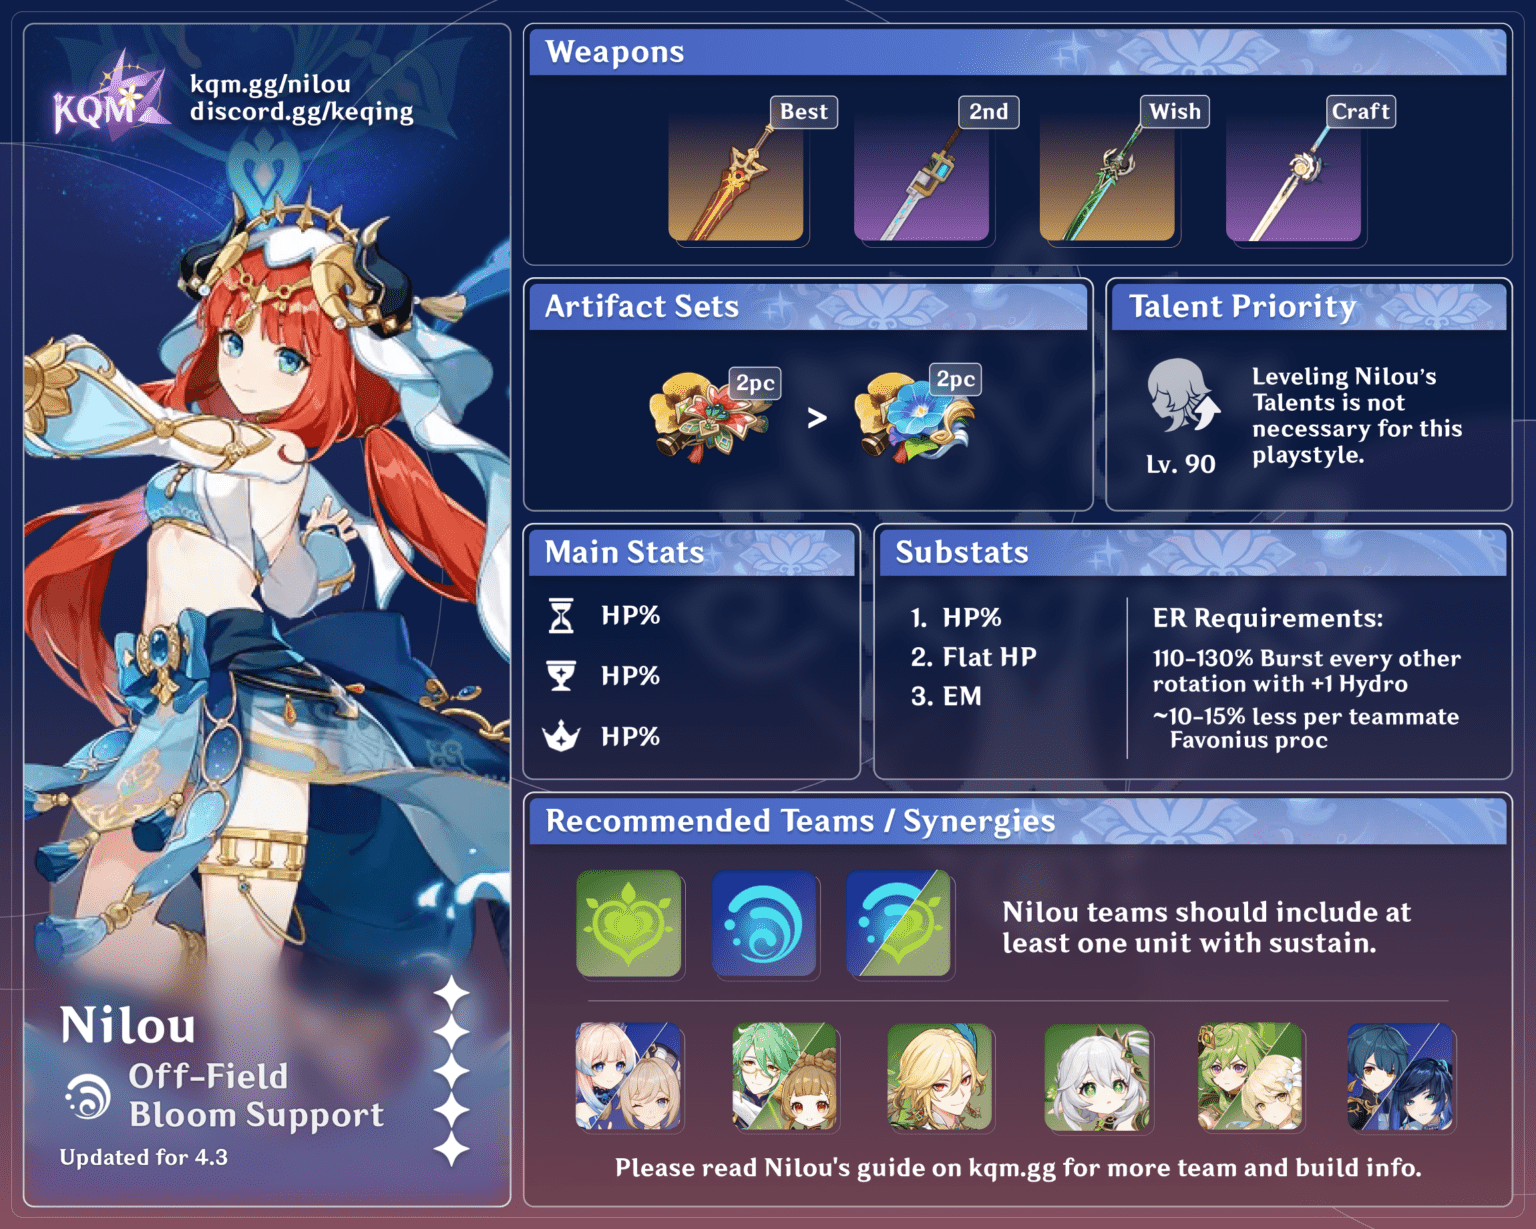 KQM
kqm.gg/nilou
discord.gg/keqing
Nilou
Off-Field
Bloom Support
Updated for 4.3
Weapons
Best
2nd
Wish
Craft
Artifact Sets
2pc
>
2pc
Talent Priority
Lv. 90
Leveling Nilou's
Talents is not
necessary for this
playstyle.
Main Stats
HP%
HP%
HP%
Substats
1. HP%
2. Flat HP
3. EM
ER Requirements:
110-130% Burst every other
rotation with +1 Hydro
~10-15% less per teammate
Favonius proc
Recommended Teams / Synergies
Nilou teams should include at
least one unit with sustain.
Please read Nilou's guide on kqm.gg for more team and build info.